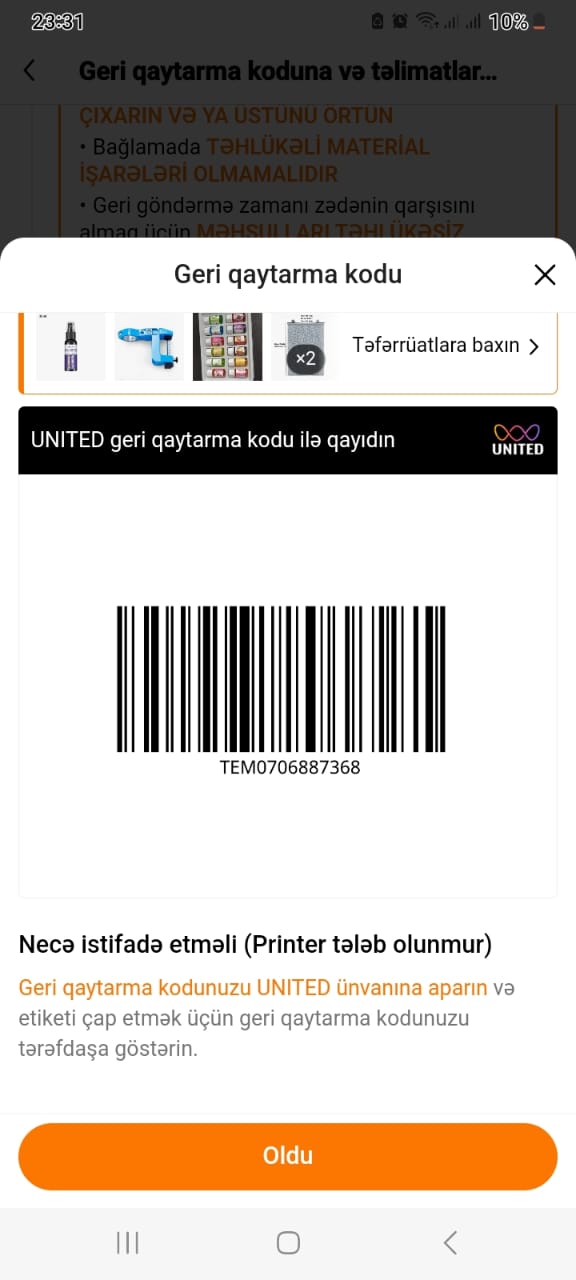 23:31
10%
Geri qaytarma koduna və təlimatlar...
ÇIXARIN VƏ YA ÜSTÜNÜ ÖRTÜN
• Bağlamada TƏHLÜKƏLİ MATERİAL
İŞARƏLƏRİ OLMAMALIDIR
• Geri göndərmə zamanı zədənin qarşısını
almaq üçün MƏHSULLARI TƏHLÜKƏSİZ
Geri qaytarma kodu
×2
Təfərrüatlara baxın
UNITED geri qaytarma kodu ilə qayıdın
UNITED
TEM0706887368
Necə istifadə etməli (Printer tələb olunmur)
Geri qaytarma kodunuzu UNITED ünvanına aparın və
etiketi çap etmək üçün geri qaytarma kodunuzu
tərəfdaşa göstərin.
Oldu